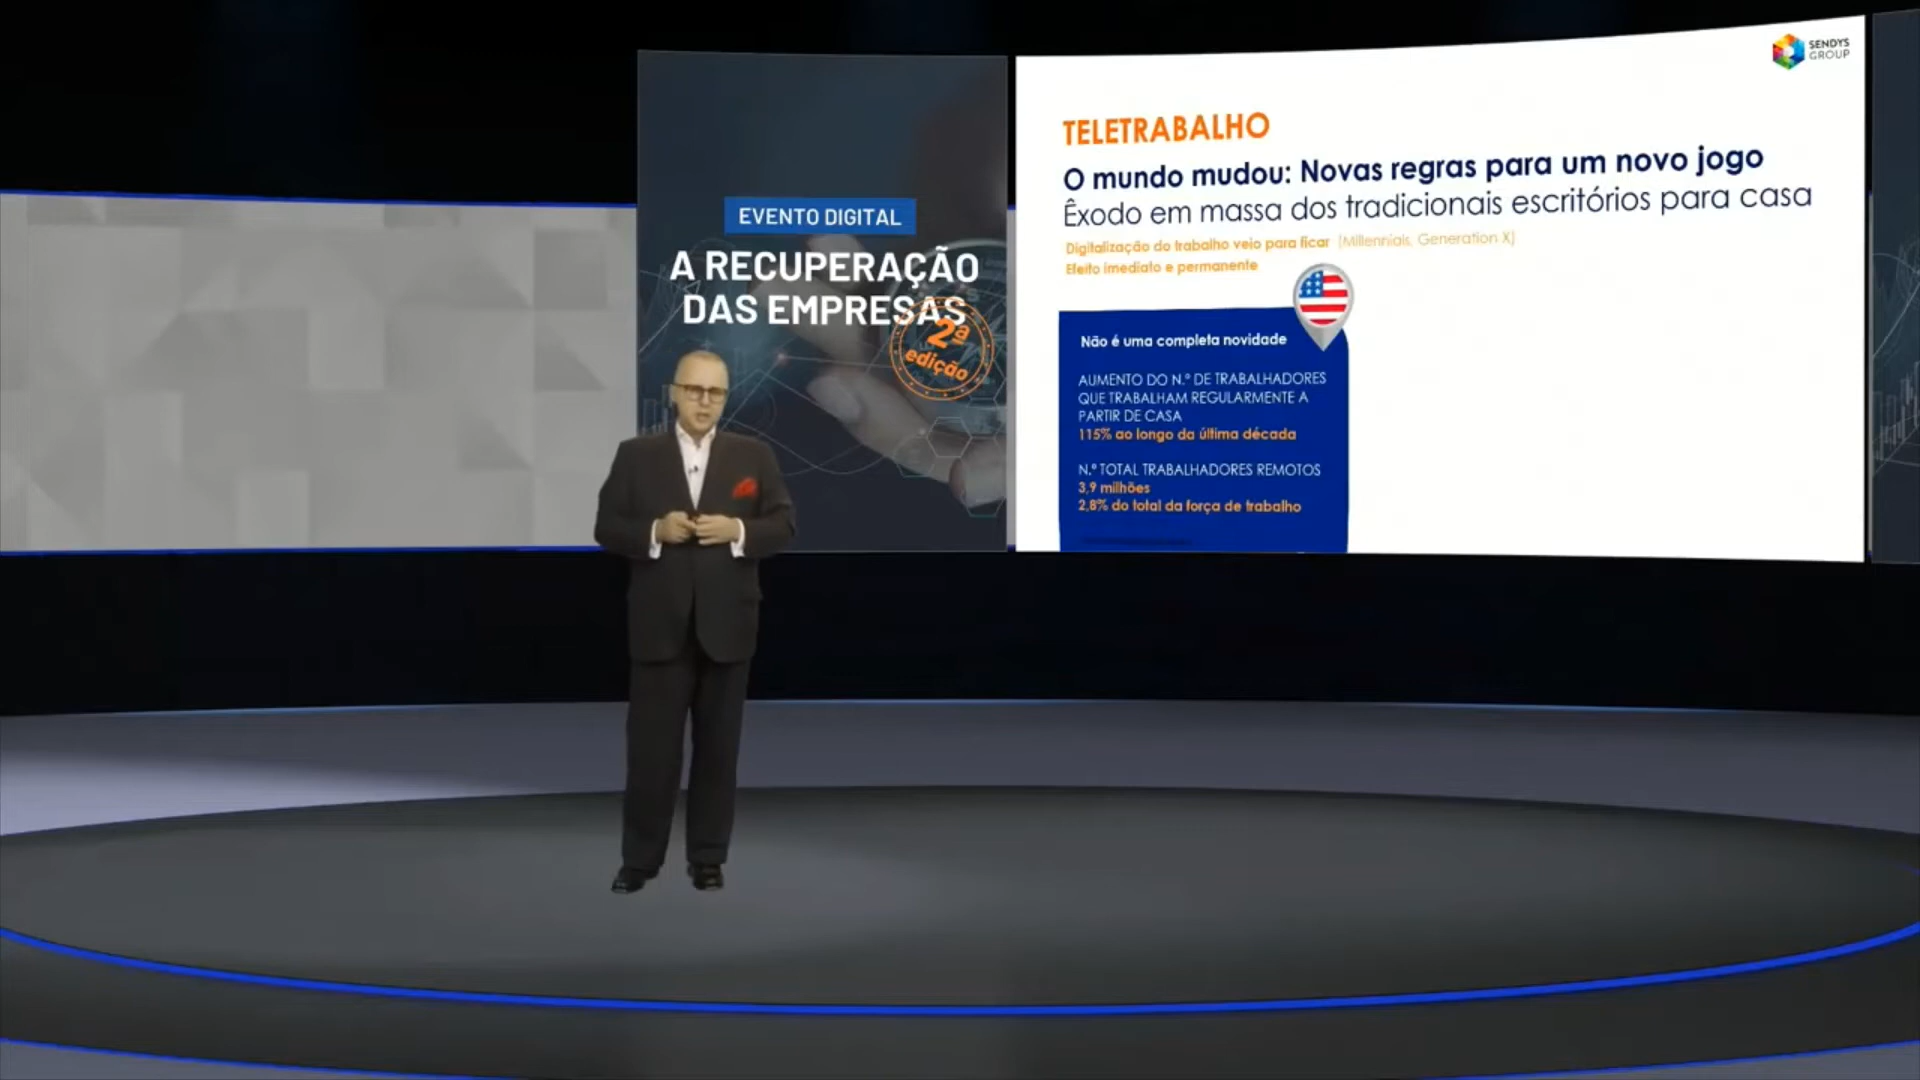 EVENTO DIGITAL
A RECUPERAÇÃO
DAS EMPRESAS
2ª
edição
SENDYS
GROUP
TELETRABALHO
O mundo mudou: Novas regras para um novo jogo
Êxodo em massa dos tradicionais escritórios para casa
Digitalização do trabalho veio para ficar (Millennials, Generation X)
Efeito imediato e permanente
Não é uma completa novidade
AUMENTO DO N.º DE TRABALHADORES
QUE TRABALHAM REGULARMENTE A
PARTIR DE CASA
115% ao longo da última década
N.º TOTAL TRABALHADORES REMOTOS
3,9 milhões
2,8% do total da força de trabalho